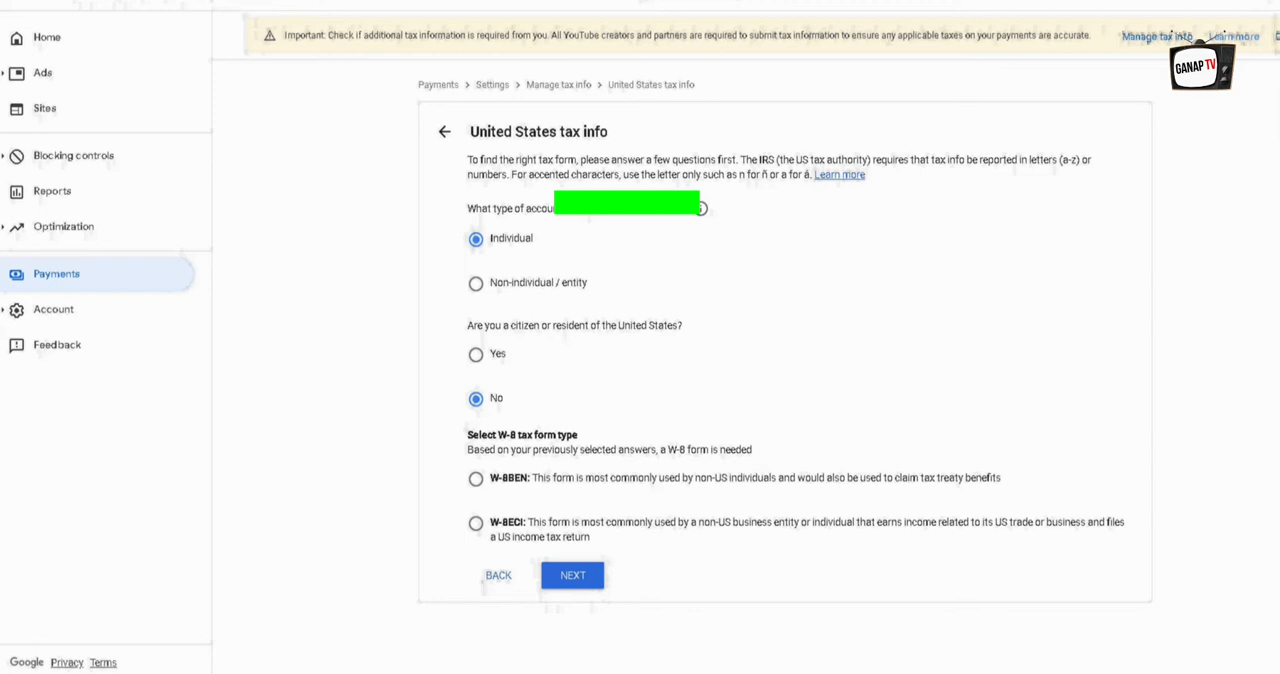 Home
Ads
Sites
Blocking controls
Reports
Optimization
Payments
Account
Feedback
Google Privacy Terms
Important: Check if additional tax information is required from you. All YouTube creators and partners are required to submit tax information to ensure any applicable taxes on your payments are accurate.
Manage tax info Learn more
GANAP TV
Payments > Settings > Manage tax info > United States tax info
United States tax info
To find the right tax form, please answer a few questions first. The IRS (the US tax authority) requires that tax info be reported in letters (a-z) or
numbers. For accented characters, use the letter only such as n for ñ or a for á. Learn more
What type of
Individual
Non-individual / entity
Are you a citizen or resident of the United States?
Yes
No
Select W-8 tax form type
Based on your previously selected answers, a W-8 form is needed
W-8BEN: This form is most commonly used by non-US individuals and would also be used to claim tax treaty benefits
W-8ECI: This form is most commonly used by a non-US business entity or individual that earns income related to its US trade or business and files
a US income tax return
BACK
NEXT